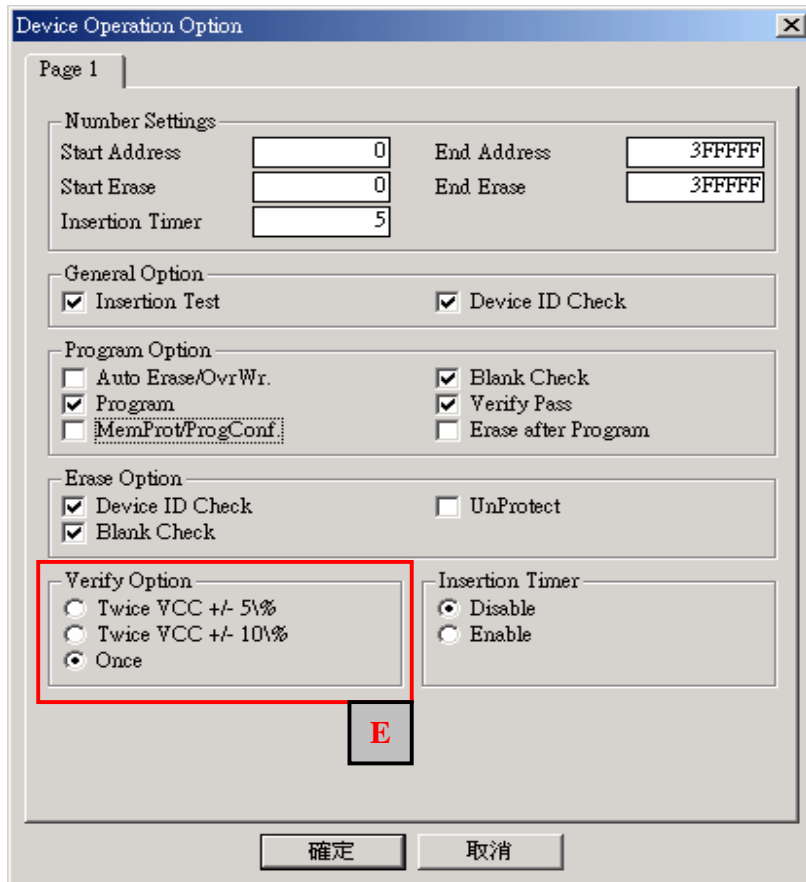 Device Operation Option
Page 1
Number Settings
Start Address 0 End Address 3FFFFF
Start Erase 0 End Erase 3FFFFF
Insertion Timer 5
General Option
Insertion Test Device ID Check
Program Option
Auto Erase/OvrWr. Blank Check
Program Verify Pass
MemProt/ProgConf. Erase after Program
Erase Option
Device ID Check UnProtect
Blank Check
Verify Option Insertion Timer
Twice VCC +/- 5\% Disable
Twice VCC +/- 10\% Enable
Once
E
確定 取消